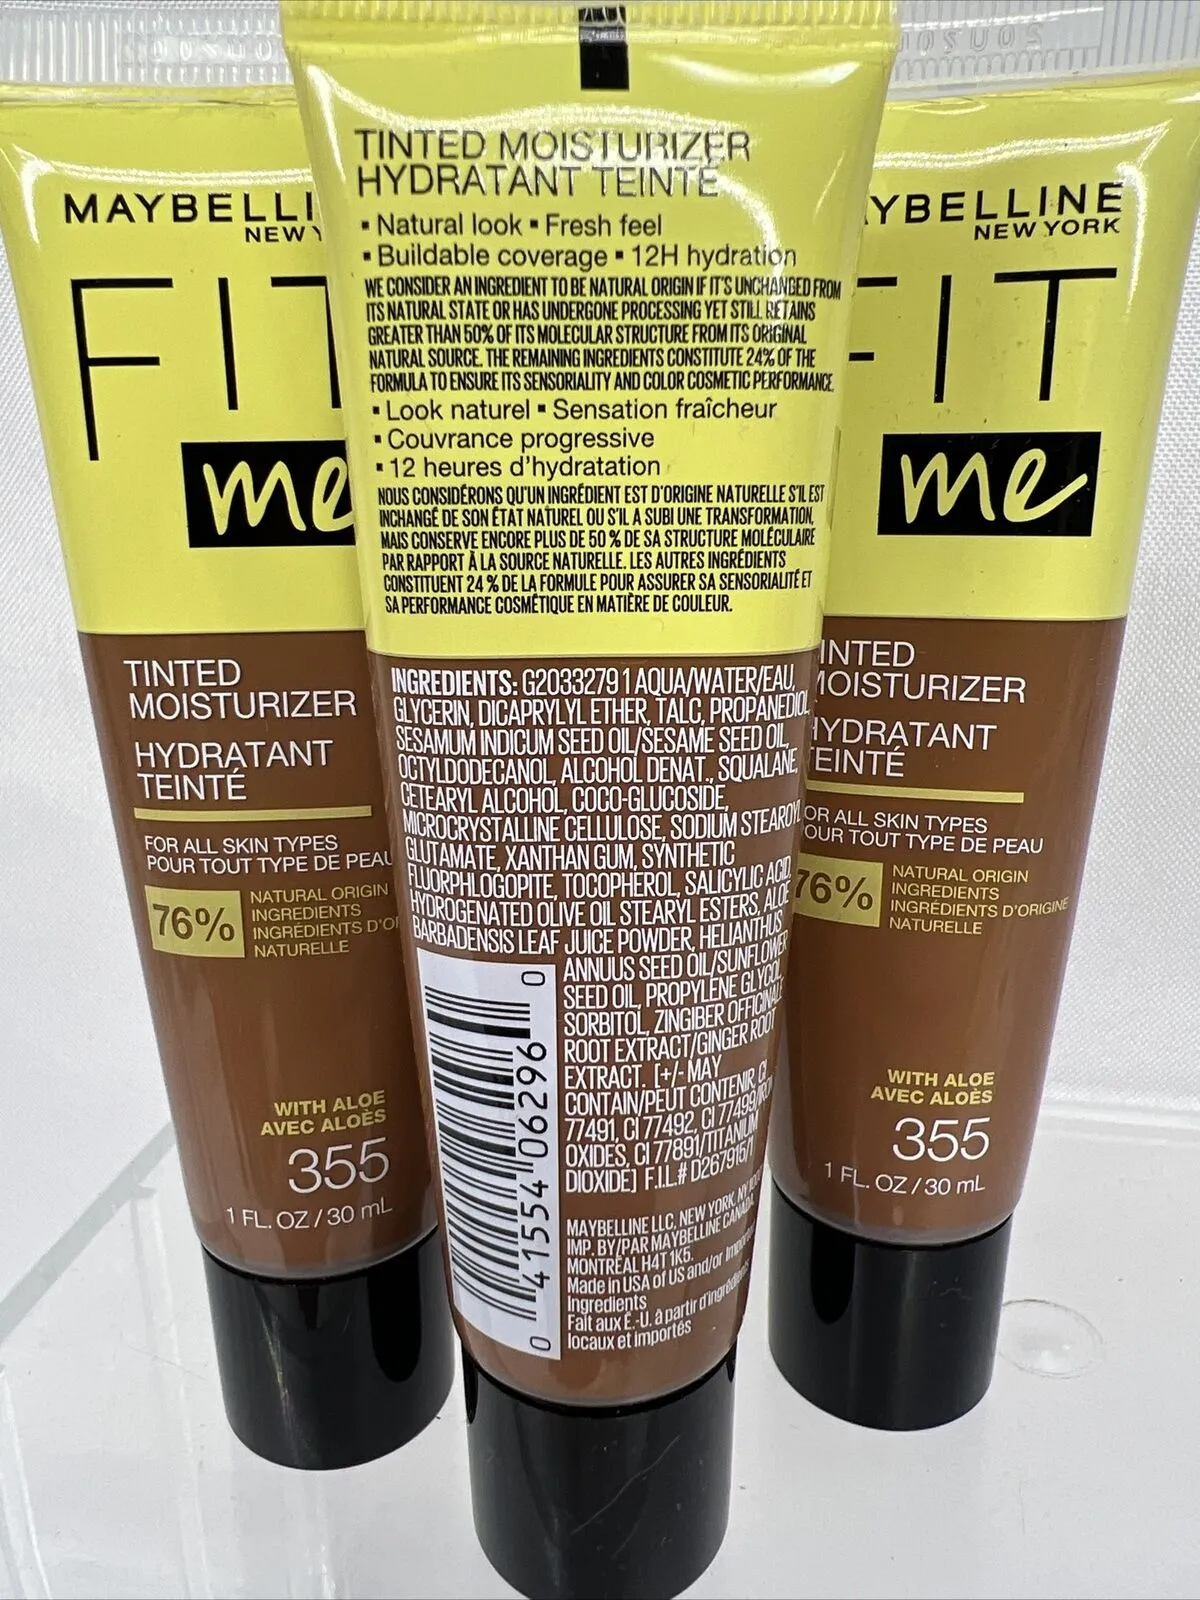 MAYBELLI
NEW Y
FIT
me
TINTED
MOISTURIZER
HYDRATANT
TEINTÉ
FOR ALL SKIN TYPES
POUR TOUT TYPE DE PEAU
76%
NATURAL ORIGIN
INGREDIENTS
INGRÉDIENTS D'OR
NATURELLE
WITH ALOE
AVEC ALOÈS
355
1 FL. OZ / 30 mL
TINTED MOISTURIZER
HYDRATANT TEINTÉ
▪ Natural look ▪ Fresh feel
▪ Buildable coverage ▪ 12H hydration
WE CONSIDER AN INGREDIENT TO BE NATURAL ORIGIN IF IT'S UNCHANGED FROM
ITS NATURAL STATE OR HAS UNDERGONE PROCESSING YET STILL RETAINS
GREATER THAN 50% OF ITS MOLECULAR STRUCTURE FROM ITS ORIGINAL
NATURAL SOURCE. THE REMAINING INGREDIENTS CONSTITUTE 24% OF THE
FORMULA TO ENSURE ITS SENSORIALITY AND COLOR COSMETIC PERFORMANCE.
▪ Look naturel ▪ Sensation fraîcheur
▪ Couvrance progressive
▪ 12 heures d'hydratation
NOUS CONSIDÉRONS QU'UN INGRÉDIENT EST D'ORIGINE NATURELLE S'IL EST
INCHANGÉ DE SON ÉTAT NATUREL OU S'IL A SUBI UNE TRANSFORMATION,
MAIS CONSERVE ENCORE PLUS DE 50 % DE SA STRUCTURE MOLÉCULAIRE
PAR RAPPORT À LA SOURCE NATURELLE. LES AUTRES INGRÉDIENTS
CONSTITUENT 24 % DE LA FORMULE POUR ASSURER SA SENSORIALITÉ ET
SA PERFORMANCE COSMÉTIQUE EN MATIÈRE DE COULEUR.
INGREDIENTS: G2033279 1 AQUA/WATER/EAU,
GLYCERIN, DICAPRYLYL ETHER, TALC, PROPANEDIOL,
SESAMUM INDICUM SEED OIL/SESAME SEED OIL,
OCTYLDODECANOL, ALCOHOL DENAT., SQUALANE,
CETEARYL ALCOHOL, COCO-GLUCOSIDE,
MICROCRYSTALLINE CELLULOSE, SODIUM STEAROYL
GLUTAMATE, XANTHAN GUM, SYNTHETIC
FLUORPHLOGOPITE, TOCOPHEROL, SALICYLIC ACID,
HYDROGENATED OLIVE OIL STEARYL ESTERS, ALOE
BARBADENSIS LEAF JUICE POWDER, HELIANTHUS
ANNUUS SEED OIL/SUNFLOWER
SEED OIL, PROPYLENE GLYCOL,
SORBITOL, ZINGIBER OFFICINALE
ROOT EXTRACT/GINGER ROOT
EXTRACT. [+/- MAY
CONTAIN/PEUT CONTENIR, CI
77491, CI 77492, CI 77499/IRON
OXIDES, CI 77891/TITANIUM
DIOXIDE] F.I.L.# D267915/1
0 41554 06296 0
MAYBELLINE LLC, NEW YORK, NY
IMP. BY/PAR MAYBELLINE CANADA,
MONTRÉAL H4T 1K5.
Made in USA of US and/or Imported
Ingredients
Fait aux É.-U. à partir d'ingrédients
locaux et importés
YBELLINE
NEW YORK
FIT
me
INTED
MOISTURIZER
HYDRATANT
TEINTÉ
OR ALL SKIN TYPES
OUR TOUT TYPE DE PEAU
76%
NATURAL ORIGIN
INGREDIENTS
INGRÉDIENTS D'ORIGINE
NATURELLE
WITH ALOE
AVEC ALOÈS
355
1 FL. OZ / 30 mL